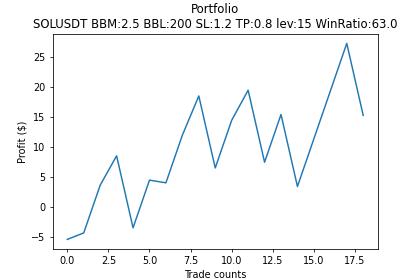 Portfolio
SOLUSDT BBM:2.5 BBL:200 SL:1.2 TP:0.8 lev:15 WinRatio:63.0
25
20
15
10
5
0
−5
Profit ($)
0.0 2.5 5.0 7.5 10.0 12.5 15.0 17.5
Trade counts